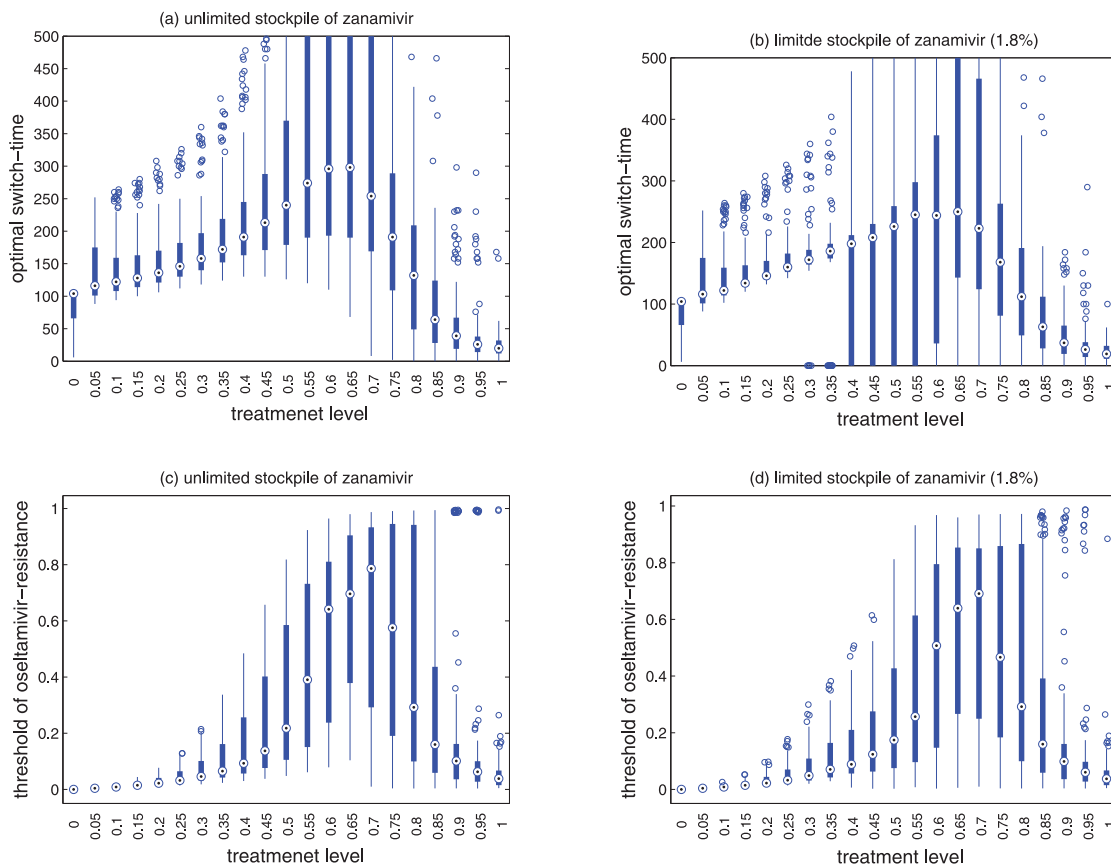 (a) unlimited stockpile of zanamivir
500
450
400
350
300
250
200
150
100
50
0
optimal switch−time
0 0.05 0.1 0.15 0.2 0.25 0.3 0.35 0.4 0.45 0.5 0.55 0.6 0.65 0.7 0.75 0.8 0.85 0.9 0.95 1
treatmenet level
(b) limitde stockpile of zanamivir (1.8%)
500
400
300
200
100
0
optimal switch−time
0 0.05 0.1 0.15 0.2 0.25 0.3 0.35 0.4 0.45 0.5 0.55 0.6 0.65 0.7 0.75 0.8 0.85 0.9 0.95 1
treatment level
(c) unlimited stockpile of zanamivir
1
0.8
0.6
0.4
0.2
0
threshold of oseltamivir−resistance
0 0.05 0.1 0.15 0.2 0.25 0.3 0.35 0.4 0.45 0.5 0.55 0.6 0.65 0.7 0.75 0.8 0.85 0.9 0.95 1
treatmenet level
(d) limited stockpile of zanamivir (1.8%)
1
0.8
0.6
0.4
0.2
0
threshold of oseltamivir−resistance
0 0.05 0.1 0.15 0.2 0.25 0.3 0.35 0.4 0.45 0.5 0.55 0.6 0.65 0.7 0.75 0.8 0.85 0.9 0.95 1
treatmenet level